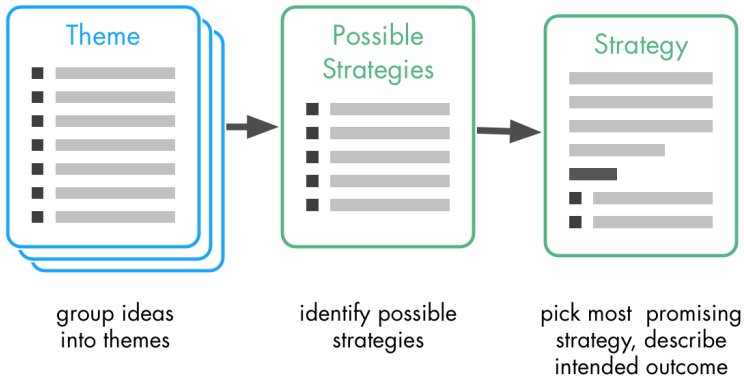 Theme
Possible
Strategies
Strategy
group ideas
into themes
identify possible
strategies
pick most promising
strategy, describe
intended outcome